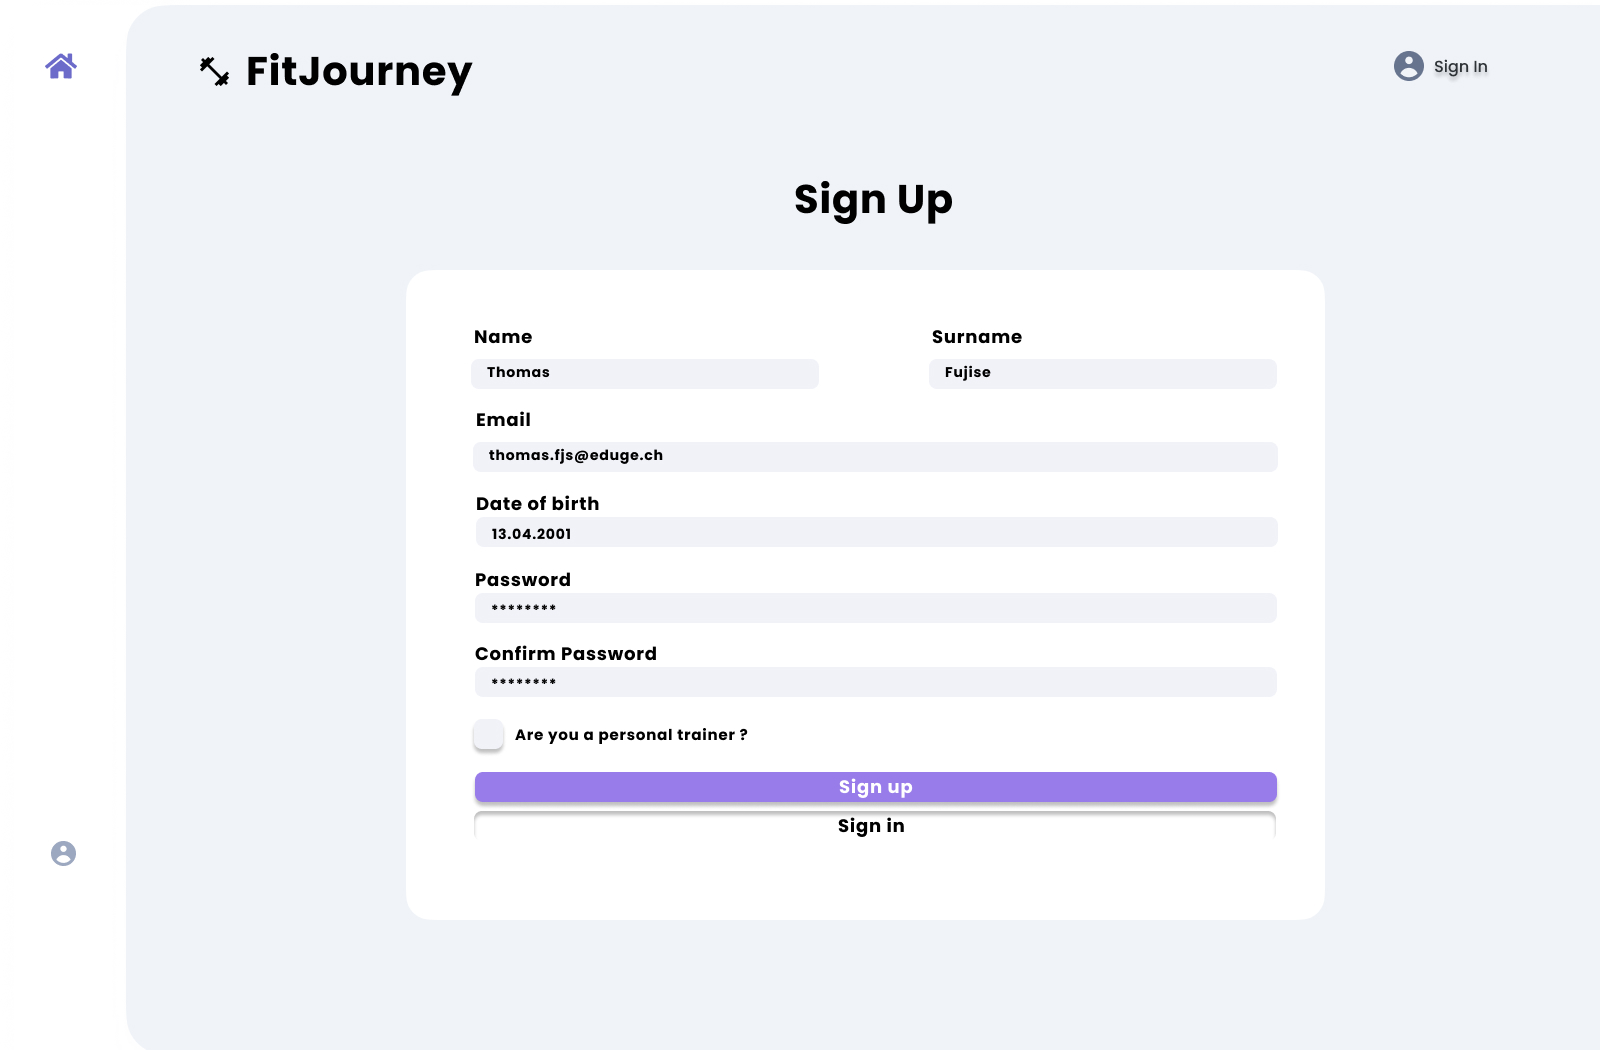 FitJourney
Sign In
Sign Up
Name
Surname
Thomas
Fujise
Email
thomas.fjs@eduge.ch
Date of birth
13.04.2001
Password
********
Confirm Password
********
Are you a personal trainer ?
Sign up
Sign in